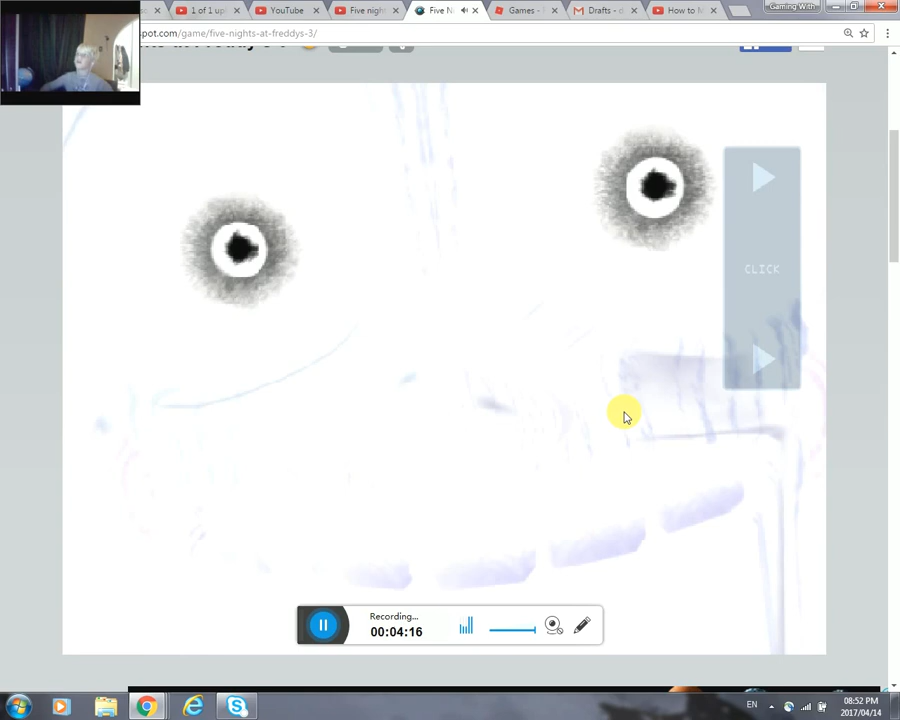 1 of 1 up
YouTube
Five nigh
Five N
Games -
Drafts - d
How to M
Gaming With
spot.com/game/five-nights-at-freddys-3/
CLICK
Recording...
00:04:16
EN
08:52 PM
2017/04/14